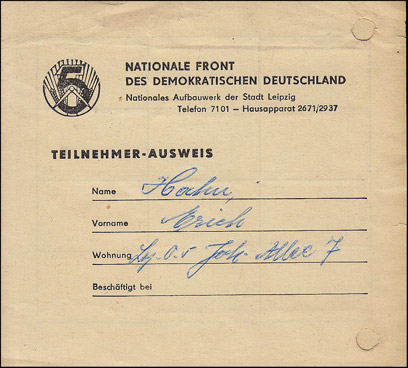 5
NATIONALE FRONT
DES DEMOKRATISCHEN DEUTSCHLAND
Nationales Aufbauwerk der Stadt Leipzig
Telefon 7101 – Hausapparat 2671/2937
TEILNEHMER-AUSWEIS
Name
Vorname Erich
Wohnung Allee 7
Beschäftigt bei